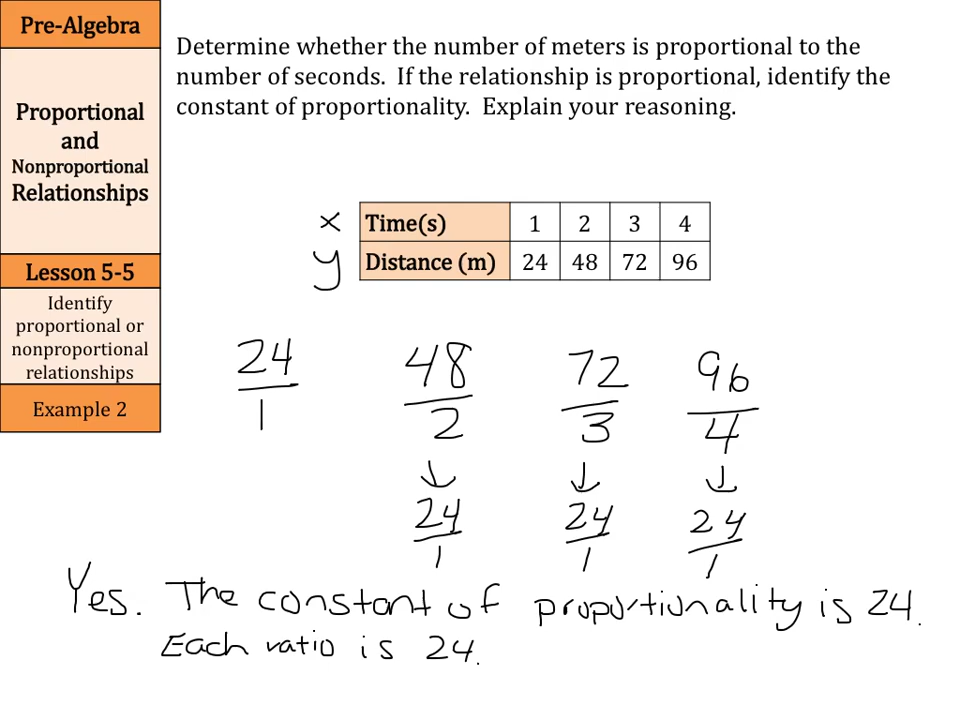 Pre-Algebra
Proportional
and
Nonproportional
Relationships
Lesson 5-5
Identify
proportional or
nonproportional
relationships
Example 2
Determine whether the number of meters is proportional to the
number of seconds. If the relationship is proportional, identify the
constant of proportionality. Explain your reasoning.
x Time(s) 1 2 3 4
y Distance (m) 24 48 72 96
24/1 48/2 72/3 96/4
↓ ↓ ↓
24/1 24/1 24/1
Yes. The constant of proportionality is 24.
Each ratio is 24.